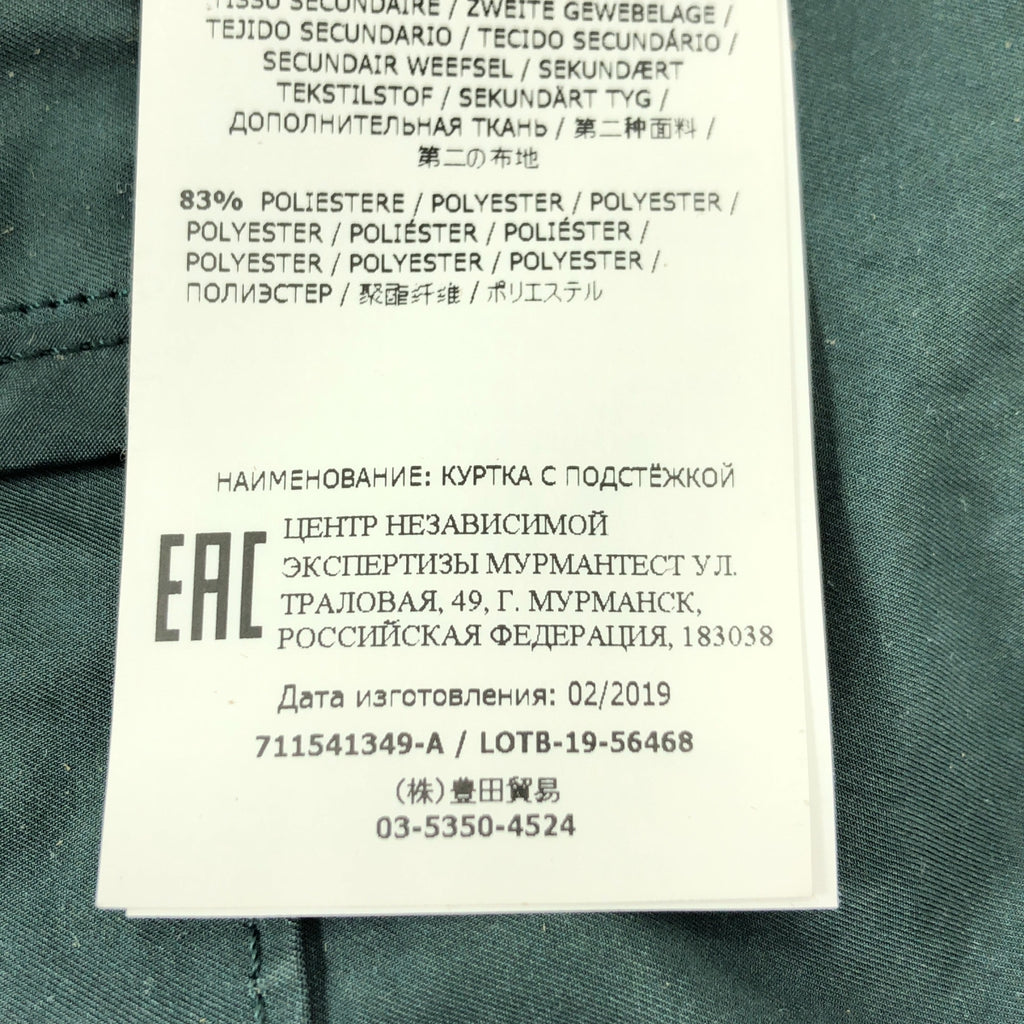 TISSU SECONDAIRE / ZWEITE GEWEBELAGE /
TEJIDO SECUNDARIO / TECIDO SECUNDÁRIO /
SECUNDAIR WEEFSEL / SEKUNDÆRT
TEKSTILSTOF / SEKUNDÄRT TYG /
ДОПОЛНИТЕЛЬНАЯ ТКАНЬ / 第二种面料 /
第二の布地
83% POLIESTERE / POLYESTER / POLYESTER /
POLYESTER / POLIÉSTER / POLIÉSTER /
POLYESTER / POLYESTER / POLYESTER /
ПОЛИЭСТЕР / 聚酯纤维 / ポリエステル
НАИМЕНОВАНИЕ: КУРТКА С ПОДСТЁЖКОЙ
EAC
ЦЕНТР НЕЗАВИСИМОЙ
ЭКСПЕРТИЗЫ МУРМАНТЕСТ УЛ.
ТРАЛОВАЯ, 49, Г. МУРМАНСК,
РОССИЙСКАЯ ФЕДЕРАЦИЯ, 183038
Дата изготовления: 02/2019
711541349-A / LOTB-19-56468
(株)豊田貿易
03-5350-4524